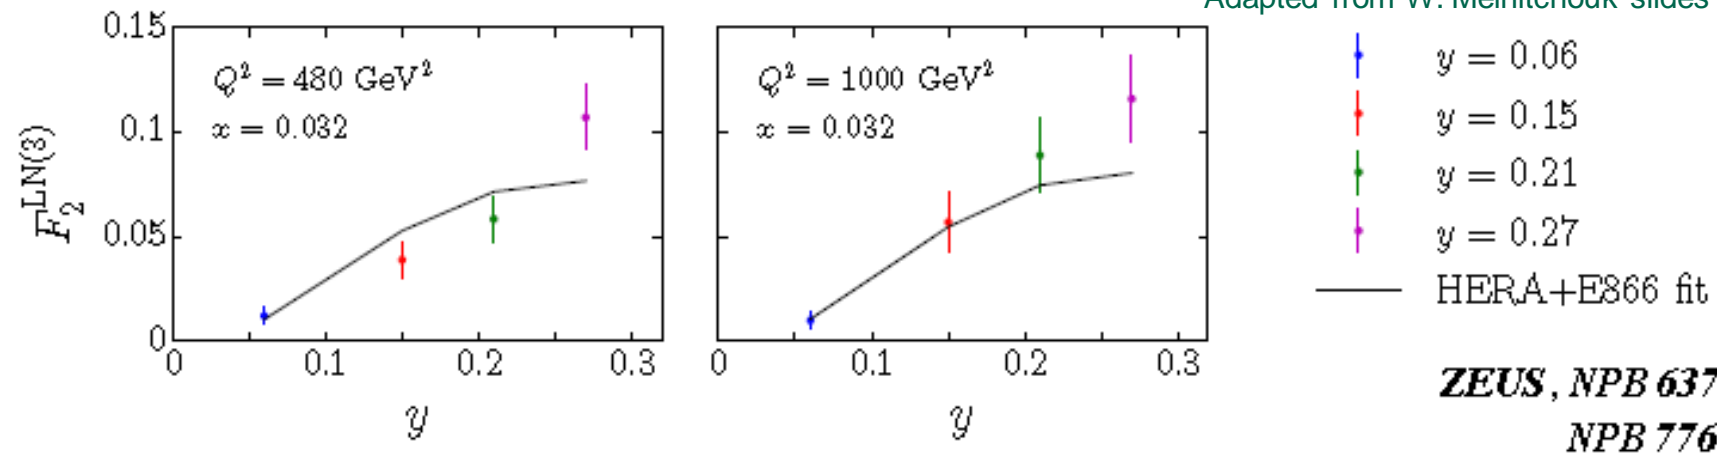 Adapted from W. Melnitchouk slides
0.15
0.1
0.05
0
F₂^LN(3)
Q² = 480 GeV²
x = 0.032
0 0.1 0.2 0.3
y
Q² = 1000 GeV²
x = 0.032
0 0.1 0.2 0.3
y
y = 0.06
y = 0.15
y = 0.21
y = 0.27
HERA+E866 fit
ZEUS, NPB 637
NPB 776